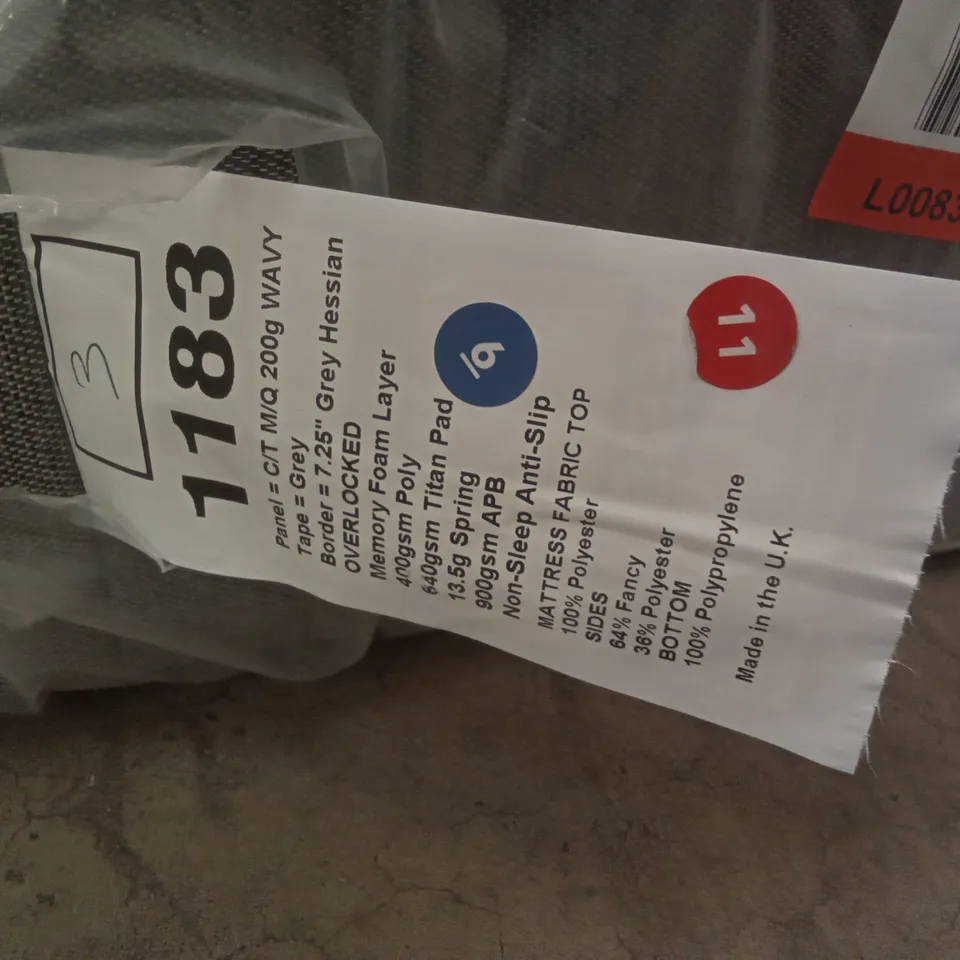 3
1183
Panel = C/T M/Q 200g WAVY
Tape = Grey
Border = 7.25" Grey Hessian
OVERLOCKED
Memory Foam Layer
400gsm Poly
640gsm Titan Pad
13.5g Spring
900gsm APB
Non-Sleep Anti-Slip
MATTRESS FABRIC TOP
100% Polyester
SIDES
64% Fancy
36% Polyester
BOTTOM
100% Polypropylene
Made in the U.K.
9
11
L0083